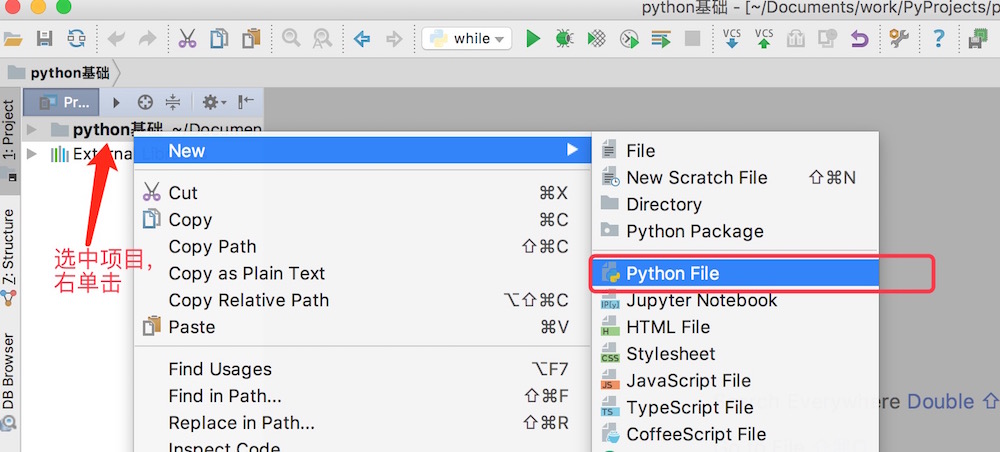 python基础 - [~/Documents/work/PyProjects/p
while
VCS
VCS
python基础
1: Project
Pr...
python基础 ~/Documen
External Lib
7: Structure
DB Browser
选中项目，
右单击
New
Cut ⌘X
Copy ⌘C
Copy Path ⇧⌘C
Copy as Plain Text
Copy Relative Path ⌥⇧⌘C
Paste ⌘V
Find Usages ⌥F7
Find in Path... ⇧⌘F
Replace in Path... ⇧⌘R
Inspect Code
File
New Scratch File ⇧⌘N
Directory
Python Package
Python File
Jupyter Notebook
HTML File
Stylesheet
JavaScript File
TypeScript File
CoffeeScript File
Everywhere Double ⇧